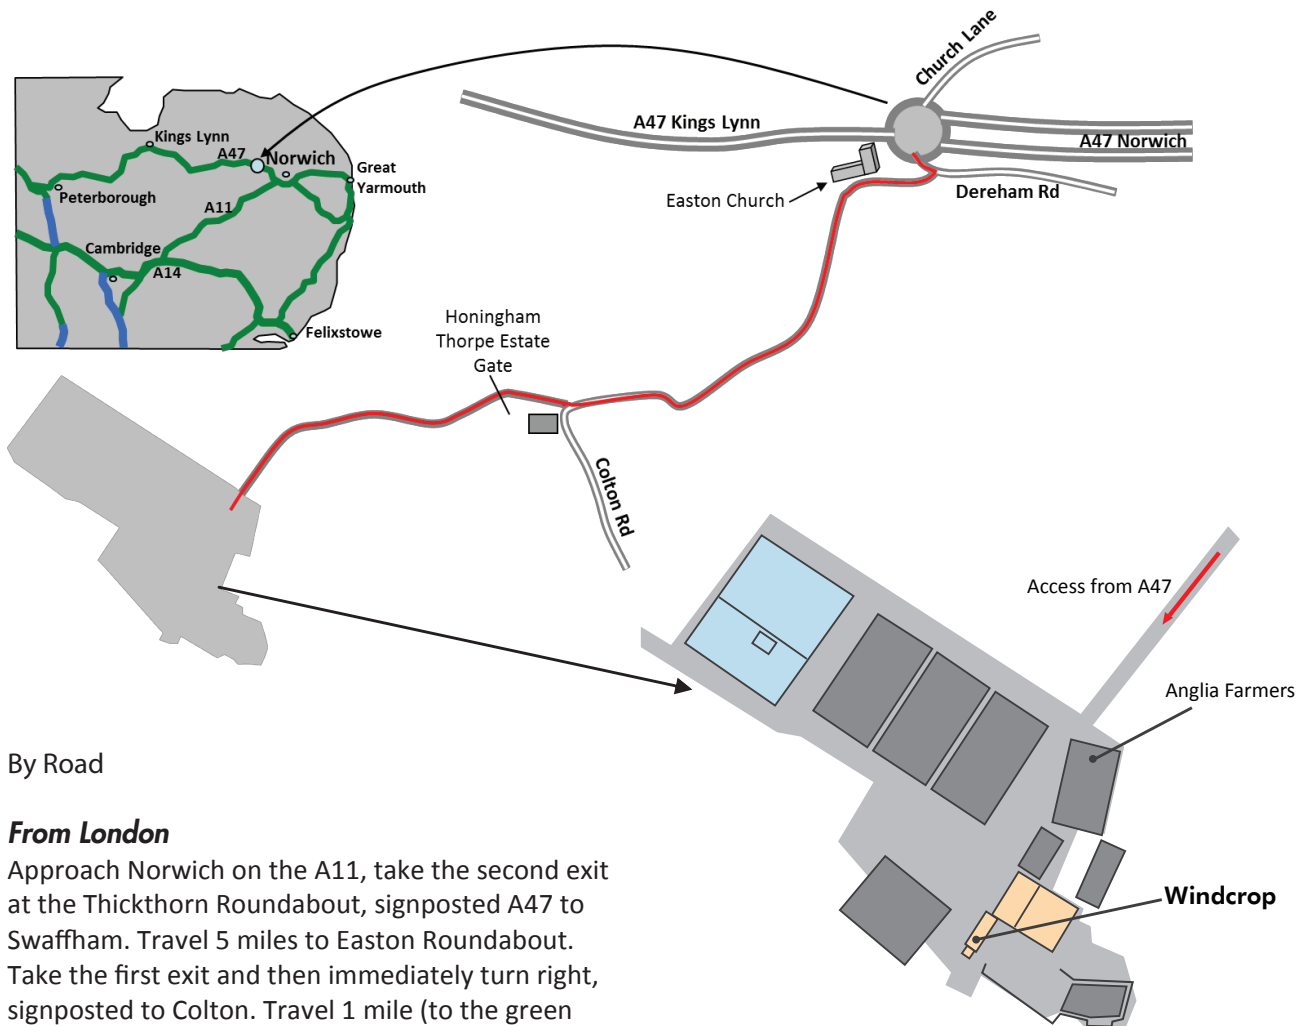 Church Lane
A47 Kings Lynn
A47 Norwich
Kings Lynn
A47
Norwich
Great
Yarmouth
Peterborough
A11
Cambridge
A14
Felixstowe
Easton Church
Dereham Rd
Honingham
Thorpe Estate
Gate
Colton Rd
Access from A47
Anglia Farmers
Windcrop
By Road
From London
Approach Norwich on the A11, take the second exit
at the Thickthorn Roundabout, signposted A47 to
Swaffham. Travel 5 miles to Easton Roundabout.
Take the first exit and then immediately turn right,
signposted to Colton. Travel 1 mile (to the green